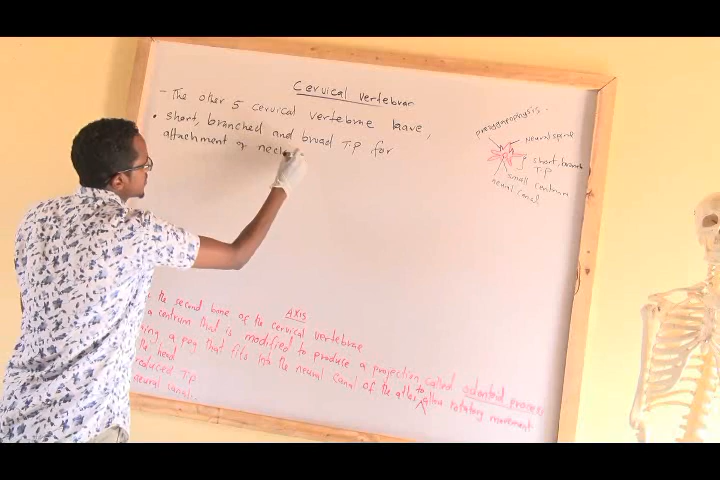 Cervical Vertebrae
- The other 5 cervical vertebrae have,
• short, branched and broad T.P for
attachment of neck
prezygapophysis.
Neural spine
short, branch
T.P
small centrum
neural canal
Axis
the second bone of the cervical vertebrae
a centrum that is modified to produce a projection called odontoid process
a peg that fits into the neural canal of the atlas to allow rotatory movement
the head
reduced T.P
neural canal.